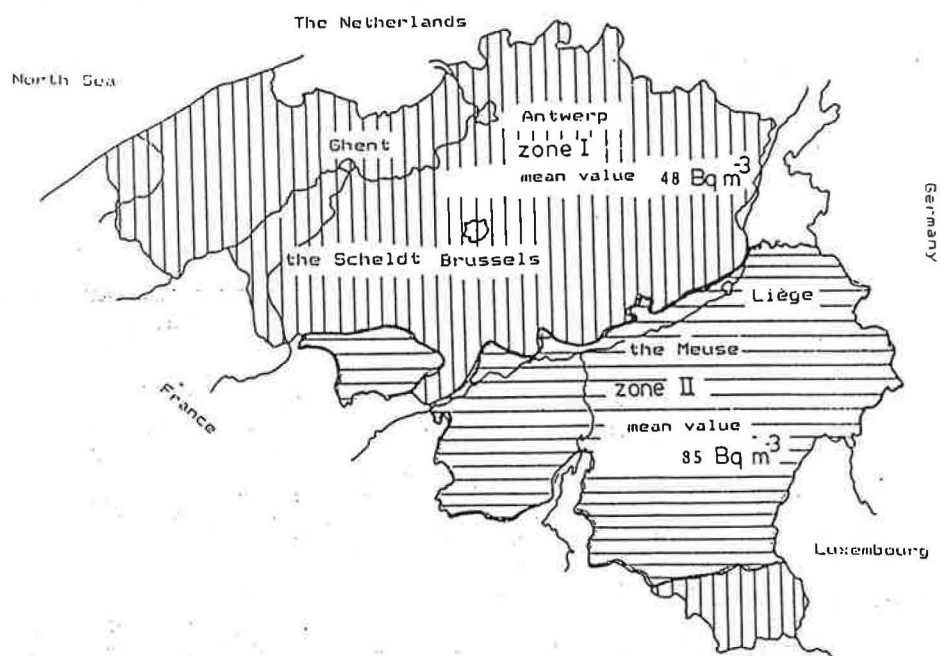 The Netherlands
North Sea
Antwerp
Ghent
zone I
mean value 48 Bq m⁻³
Germany
the Scheldt Brussels
Liège
the Meuse
France
zone II
mean value
85 Bq m⁻³
Luxembourg